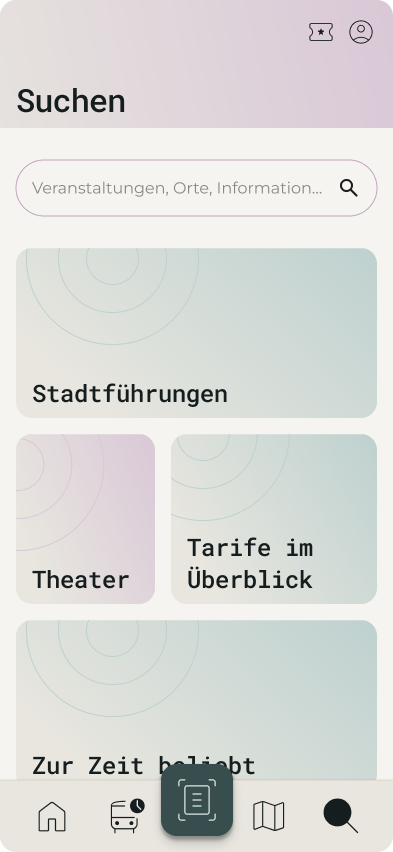 Suchen
Veranstaltungen, Orte, Information...
Stadtführungen
Theater
Tarife im
Überblick
Zur Zeit beliebt